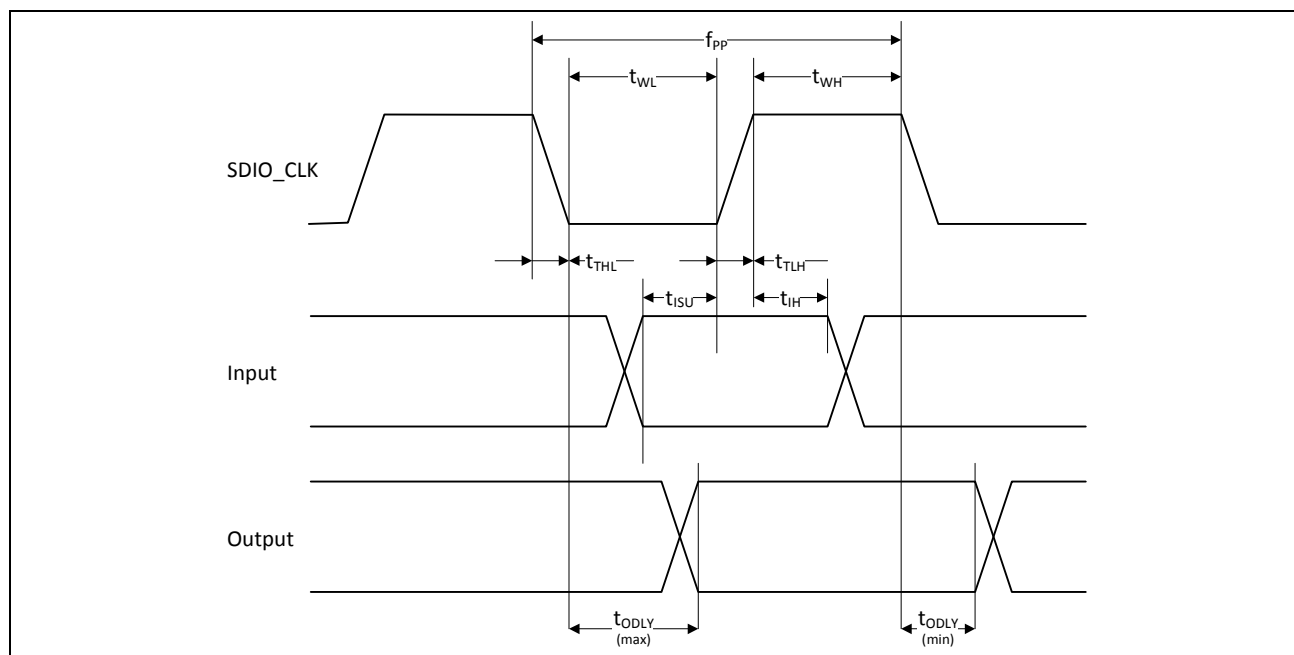 fPP
tWL
tWH
SDIO_CLK
tTHL
tTLH
tISU
tIH
Input
Output
tODLY
(max)
tODLY
(min)